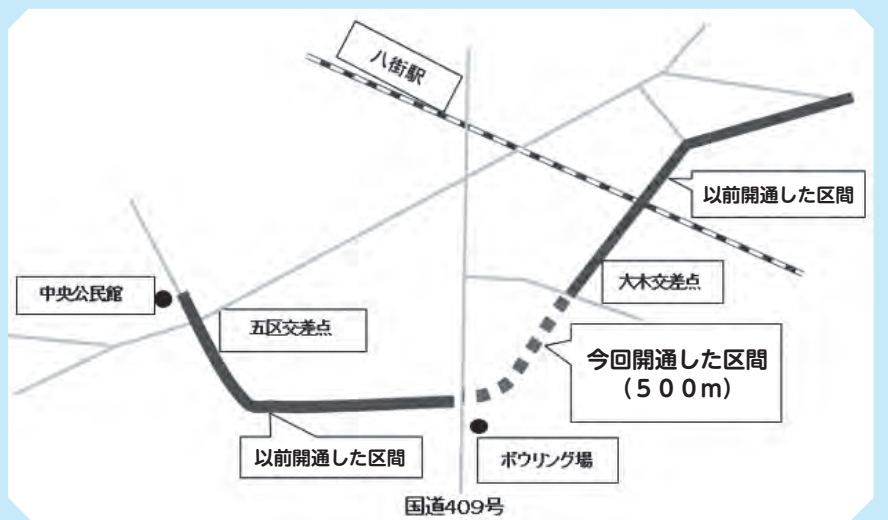 八街駅
以前開通した区間
中央公民館
大木交差点
五区交差点
今回開通した区間
(500m)
以前開通した区間
ボウリング場
国道409号